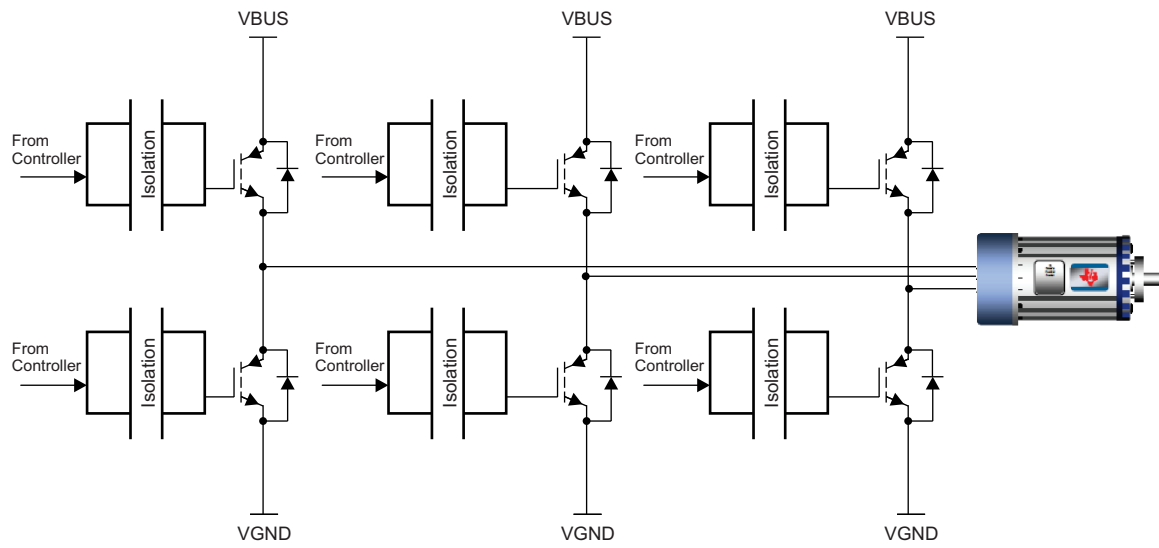 VBUS
VBUS
VBUS
From
Controller
Isolation
From
Controller
Isolation
From
Controller
Isolation
From
Controller
Isolation
From
Controller
Isolation
From
Controller
Isolation
VGND
VGND
VGND